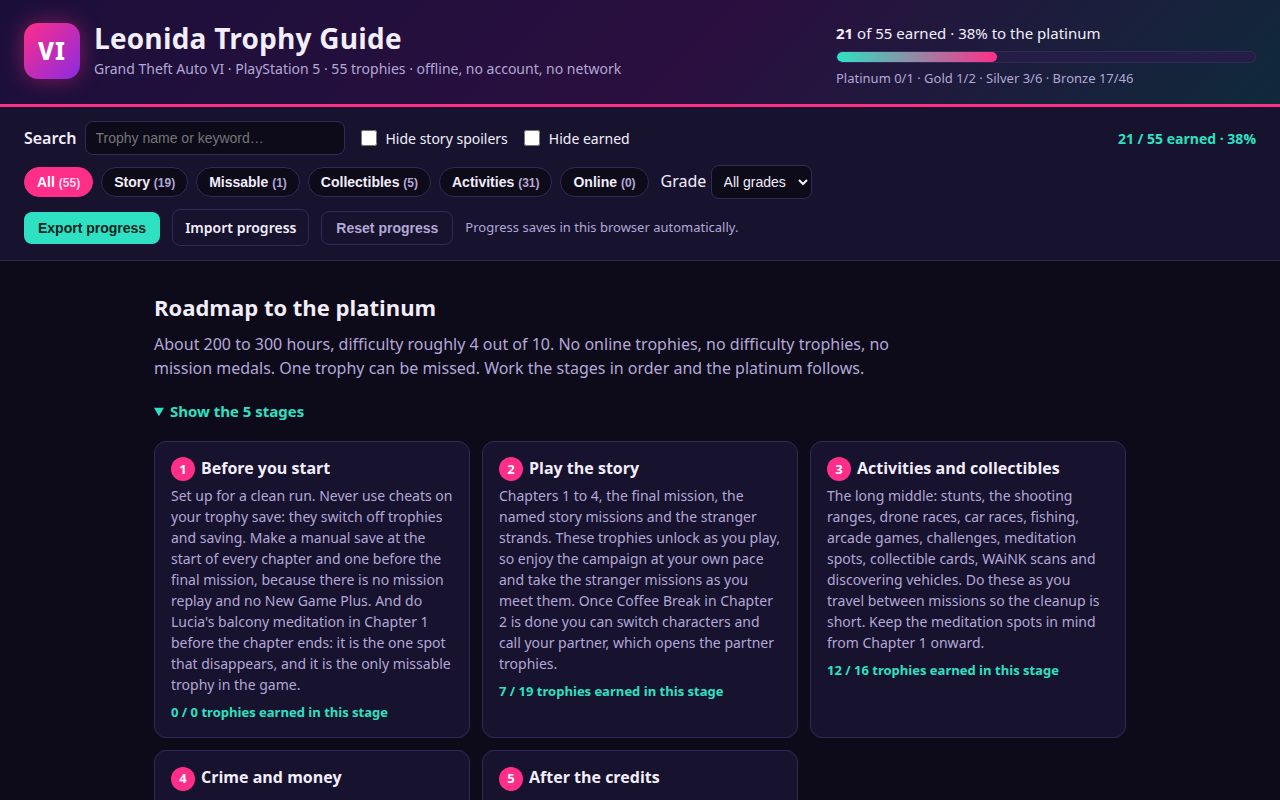 VI
Leonida Trophy Guide
Grand Theft Auto VI · PlayStation 5 · 55 trophies · offline, no account, no network
21 of 55 earned · 38% to the platinum
Platinum 0/1 · Gold 1/2 · Silver 3/6 · Bronze 17/46
Search Trophy name or keyword… Hide story spoilers Hide earned 21 / 55 earned · 38%
All (55) Story (19) Missable (1) Collectibles (5) Activities (31) Online (0) Grade All grades
Export progress Import progress Reset progress Progress saves in this browser automatically.
Roadmap to the platinum
About 200 to 300 hours, difficulty roughly 4 out of 10. No online trophies, no difficulty trophies, no
mission medals. One trophy can be missed. Work the stages in order and the platinum follows.
▼ Show the 5 stages
1 Before you start
Set up for a clean run. Never use cheats on
your trophy save: they switch off trophies
and saving. Make a manual save at the
start of every chapter and one before the
final mission, because there is no mission
replay and no New Game Plus. And do
Lucia's balcony meditation in Chapter 1
before the chapter ends: it is the one spot
that disappears, and it is the only missable
trophy in the game.
0 / 0 trophies earned in this stage
2 Play the story
Chapters 1 to 4, the final mission, the
named story missions and the stranger
strands. These trophies unlock as you play,
so enjoy the campaign at your own pace
and take the stranger missions as you
meet them. Once Coffee Break in Chapter
2 is done you can switch characters and
call your partner, which opens the partner
trophies.
7 / 19 trophies earned in this stage
3 Activities and collectibles
The long middle: stunts, the shooting
ranges, drone races, car races, fishing,
arcade games, challenges, meditation
spots, collectible cards, WAiNK scans and
discovering vehicles. Do these as you
travel between missions so the cleanup is
short. Keep the meditation spots in mind
from Chapter 1 onward.
12 / 16 trophies earned in this stage
4 Crime and money
5 After the credits